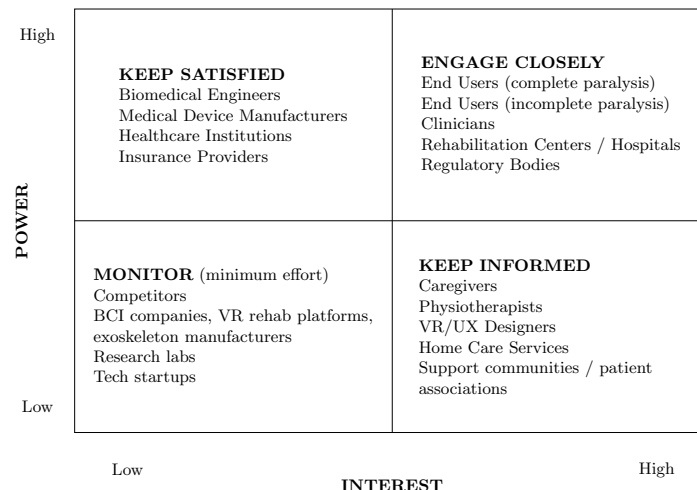 High
KEEP SATISFIED
Biomedical Engineers
Medical Device Manufacturers
Healthcare Institutions
Insurance Providers
ENGAGE CLOSELY
End Users (complete paralysis)
End Users (incomplete paralysis)
Clinicians
Rehabilitation Centers / Hospitals
Regulatory Bodies
POWER
MONITOR (minimum effort)
Competitors
BCI companies, VR rehab platforms,
exoskeleton manufacturers
Research labs
Tech startups
KEEP INFORMED
Caregivers
Physiotherapists
VR/UX Designers
Home Care Services
Support communities / patient
associations
Low
Low
High
INTEREST